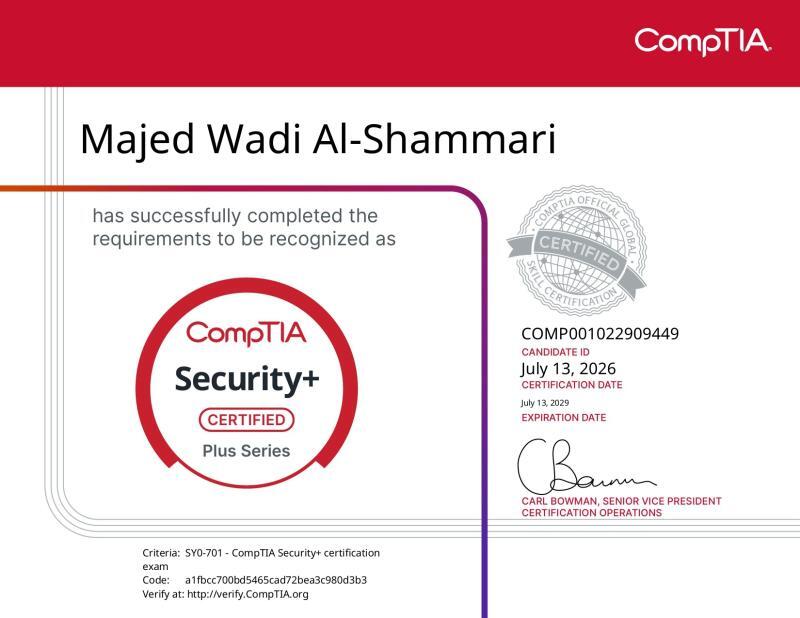 CompTIA.
Majed Wadi Al-Shammari
has successfully completed the
requirements to be recognized as
CompTIA
Security+
CERTIFIED
Plus Series
COMPTIA OFFICIAL GLOBAL
CERTIFIED
SKILL CERTIFICATION
COMP001022909449
CANDIDATE ID
July 13, 2026
CERTIFICATION DATE
July 13, 2029
EXPIRATION DATE
CARL BOWMAN, SENIOR VICE PRESIDENT
CERTIFICATION OPERATIONS
Criteria: SY0-701 - CompTIA Security+ certification
exam
Code: a1fbcc700bd5465cad72bea3c980d3b3
Verify at: http://verify.CompTIA.org